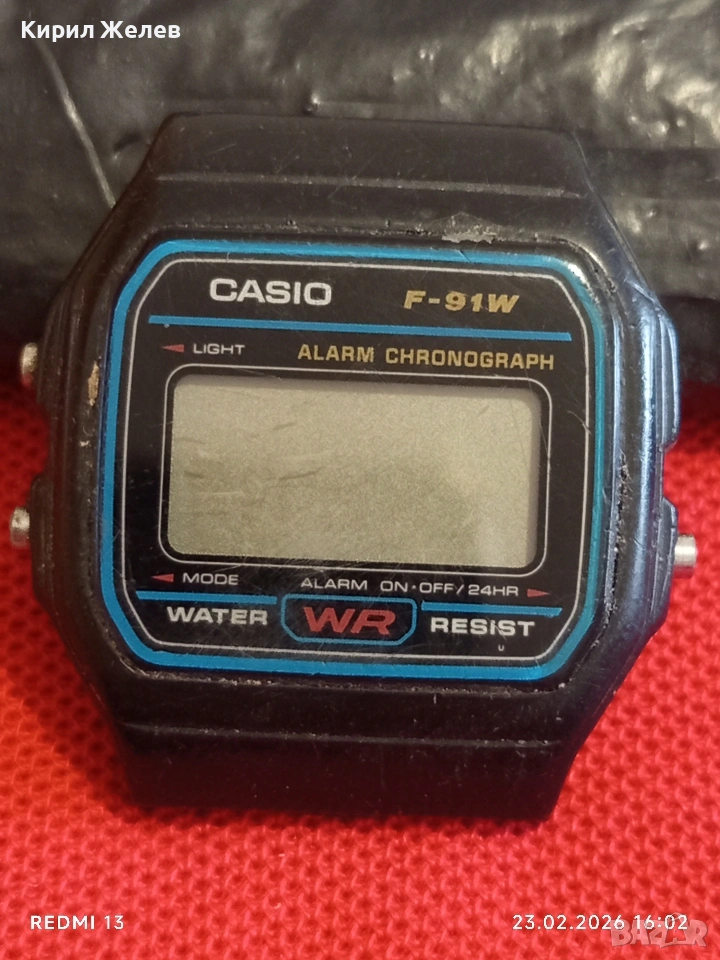 Кирил Желев
CASIO F-91W
LIGHT ALARM CHRONOGRAPH
MODE ALARM ON·OFF/24HR
WATER WR RESIST
REDMI 13 23.02.2026 16:02
BAZAR